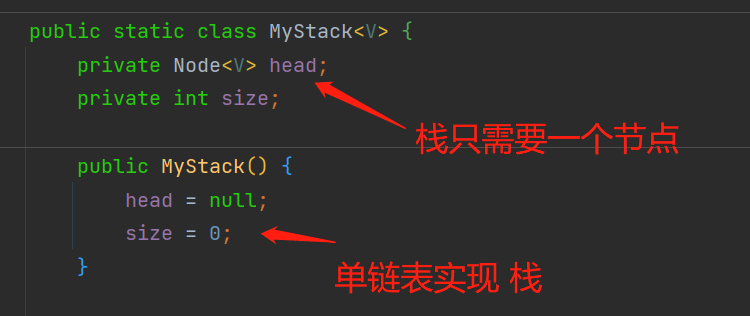 public static class MyStack<V> {
private Node<V> head;
private int size;
栈只需要一个节点
public MyStack() {
head = null;
size = 0;
单链表实现 栈
}